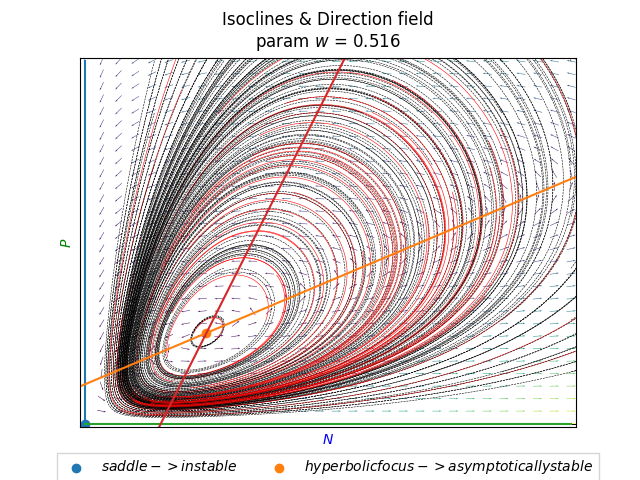 Isoclines & Direction field
param w = 0.516
P
N
saddle -> instable
hyperbolicfocus -> asymptoticallystable